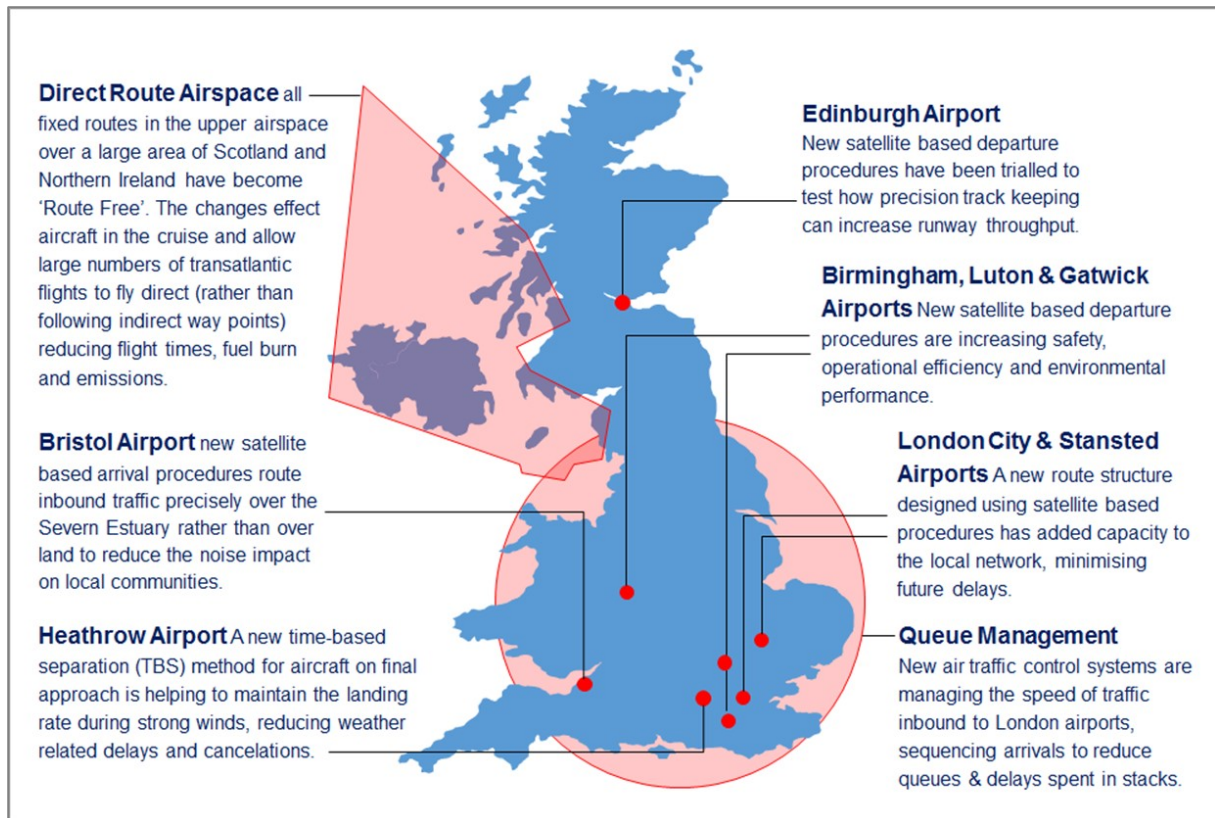 Direct Route Airspace all
fixed routes in the upper airspace
over a large area of Scotland and
Northern Ireland have become
‘Route Free’. The changes effect
aircraft in the cruise and allow
large numbers of transatlantic
flights to fly direct (rather than
following indirect way points)
reducing flight times, fuel burn
and emissions.
Bristol Airport new satellite
based arrival procedures route
inbound traffic precisely over the
Severn Estuary rather than over
land to reduce the noise impact
on local communities.
Heathrow Airport A new time-based
separation (TBS) method for aircraft on final
approach is helping to maintain the landing
rate during strong winds, reducing weather
related delays and cancelations.
Edinburgh Airport
New satellite based departure
procedures have been trialled to
test how precision track keeping
can increase runway throughput.
Birmingham, Luton & Gatwick
Airports New satellite based departure
procedures are increasing safety,
operational efficiency and environmental
performance.
London City & Stansted
Airports A new route structure
designed using satellite based
procedures has added capacity to
the local network, minimising
future delays.
Queue Management
New air traffic control systems are
managing the speed of traffic
inbound to London airports,
sequencing arrivals to reduce
queues & delays spent in stacks.